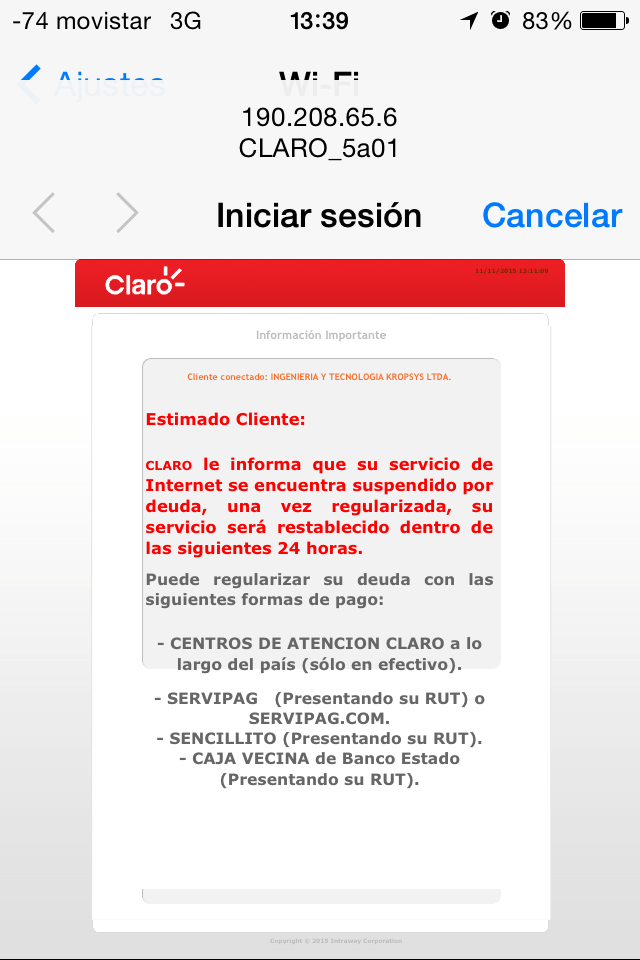 -74 movistar 3G 13:39 83%
Ajustes Wi-Fi
190.208.65.6
CLARO_5a01
Iniciar sesión Cancelar
Claro 11/11/2015 13:11:09
Información Importante
Cliente conectado: INGENIERIA Y TECNOLOGIA KROPSYS LTDA.
Estimado Cliente:
CLARO le informa que su servicio de
Internet se encuentra suspendido por
deuda, una vez regularizada, su
servicio será restablecido dentro de
las siguientes 24 horas.
Puede regularizar su deuda con las
siguientes formas de pago:
- CENTROS DE ATENCION CLARO a lo
largo del país (sólo en efectivo).
- SERVIPAG (Presentando su RUT) o
SERVIPAG.COM.
- SENCILLITO (Presentando su RUT).
- CAJA VECINA de Banco Estado
(Presentando su RUT).
Copyright © 2015 Intraway Corporation